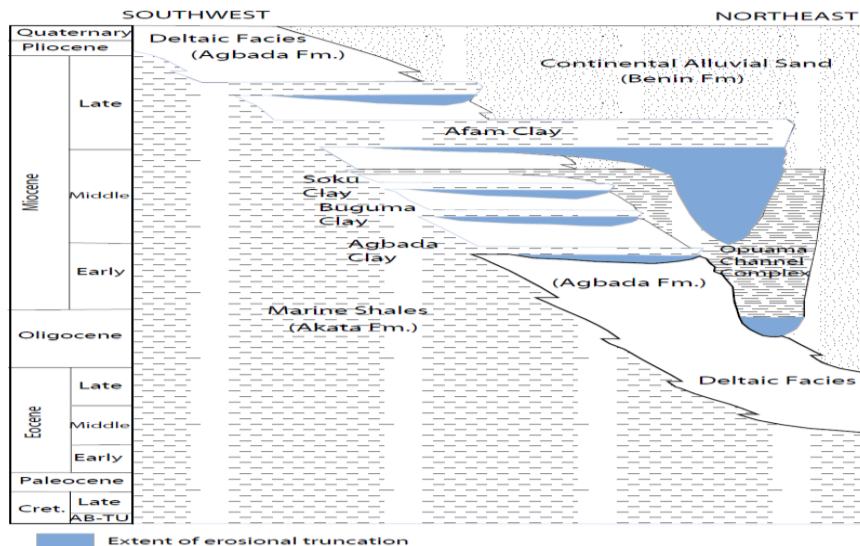 SOUTHWEST
NORTHEAST
Quaternary
Pliocene
Miocene
Late
Middle
Early
Oligocene
Eocene
Late
Middle
Early
Paleocene
Cret.
Late
AB-TU
Deltaic Facies
(Agbada Fm.)
Continental Alluvial Sand
(Benin Fm)
Afam Clay
Soku
Clay
Buguma
Clay
Agbada
Clay
Opuama
Channel
Complex
(Agbada Fm.)
Marine Shales
(Akata Fm.)
Deltaic Facies
Extent of erosional truncation